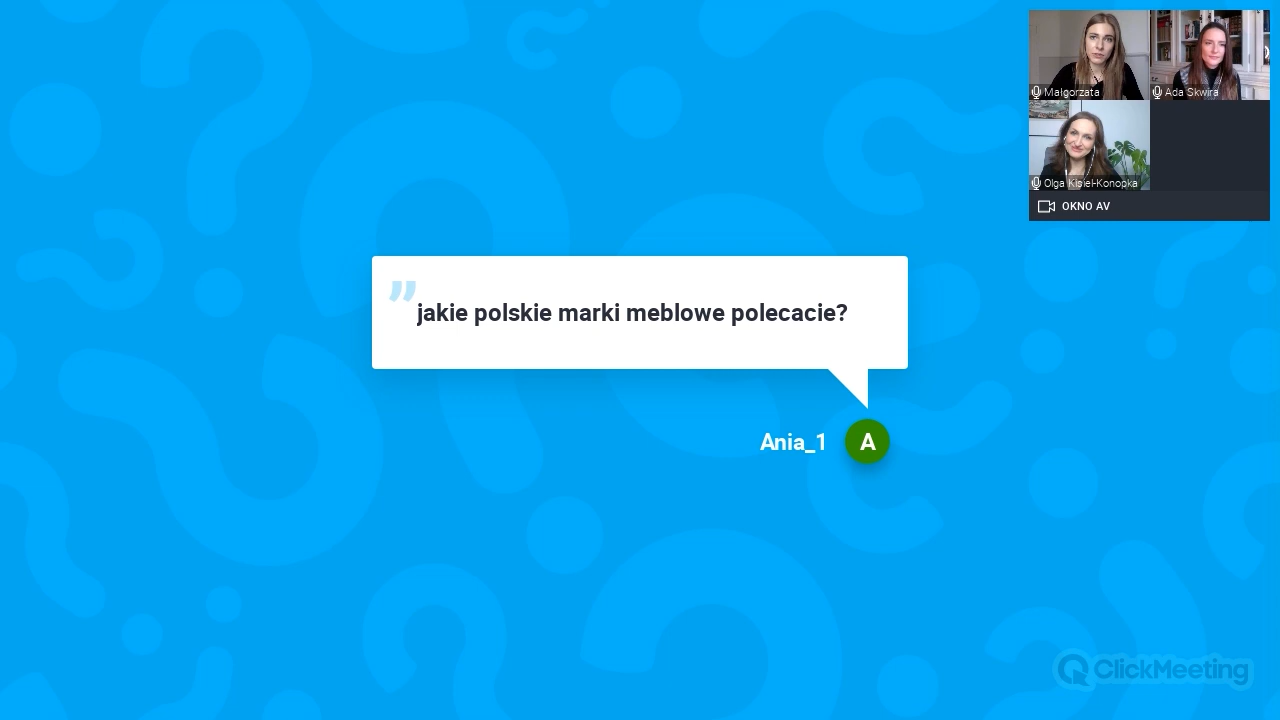 Małgorzata
Ada Skwira
Olga Kisiel-Konopka
OKNO AV
” jakie polskie marki meblowe polecacie?
Ania_1
A
ClickMeeting